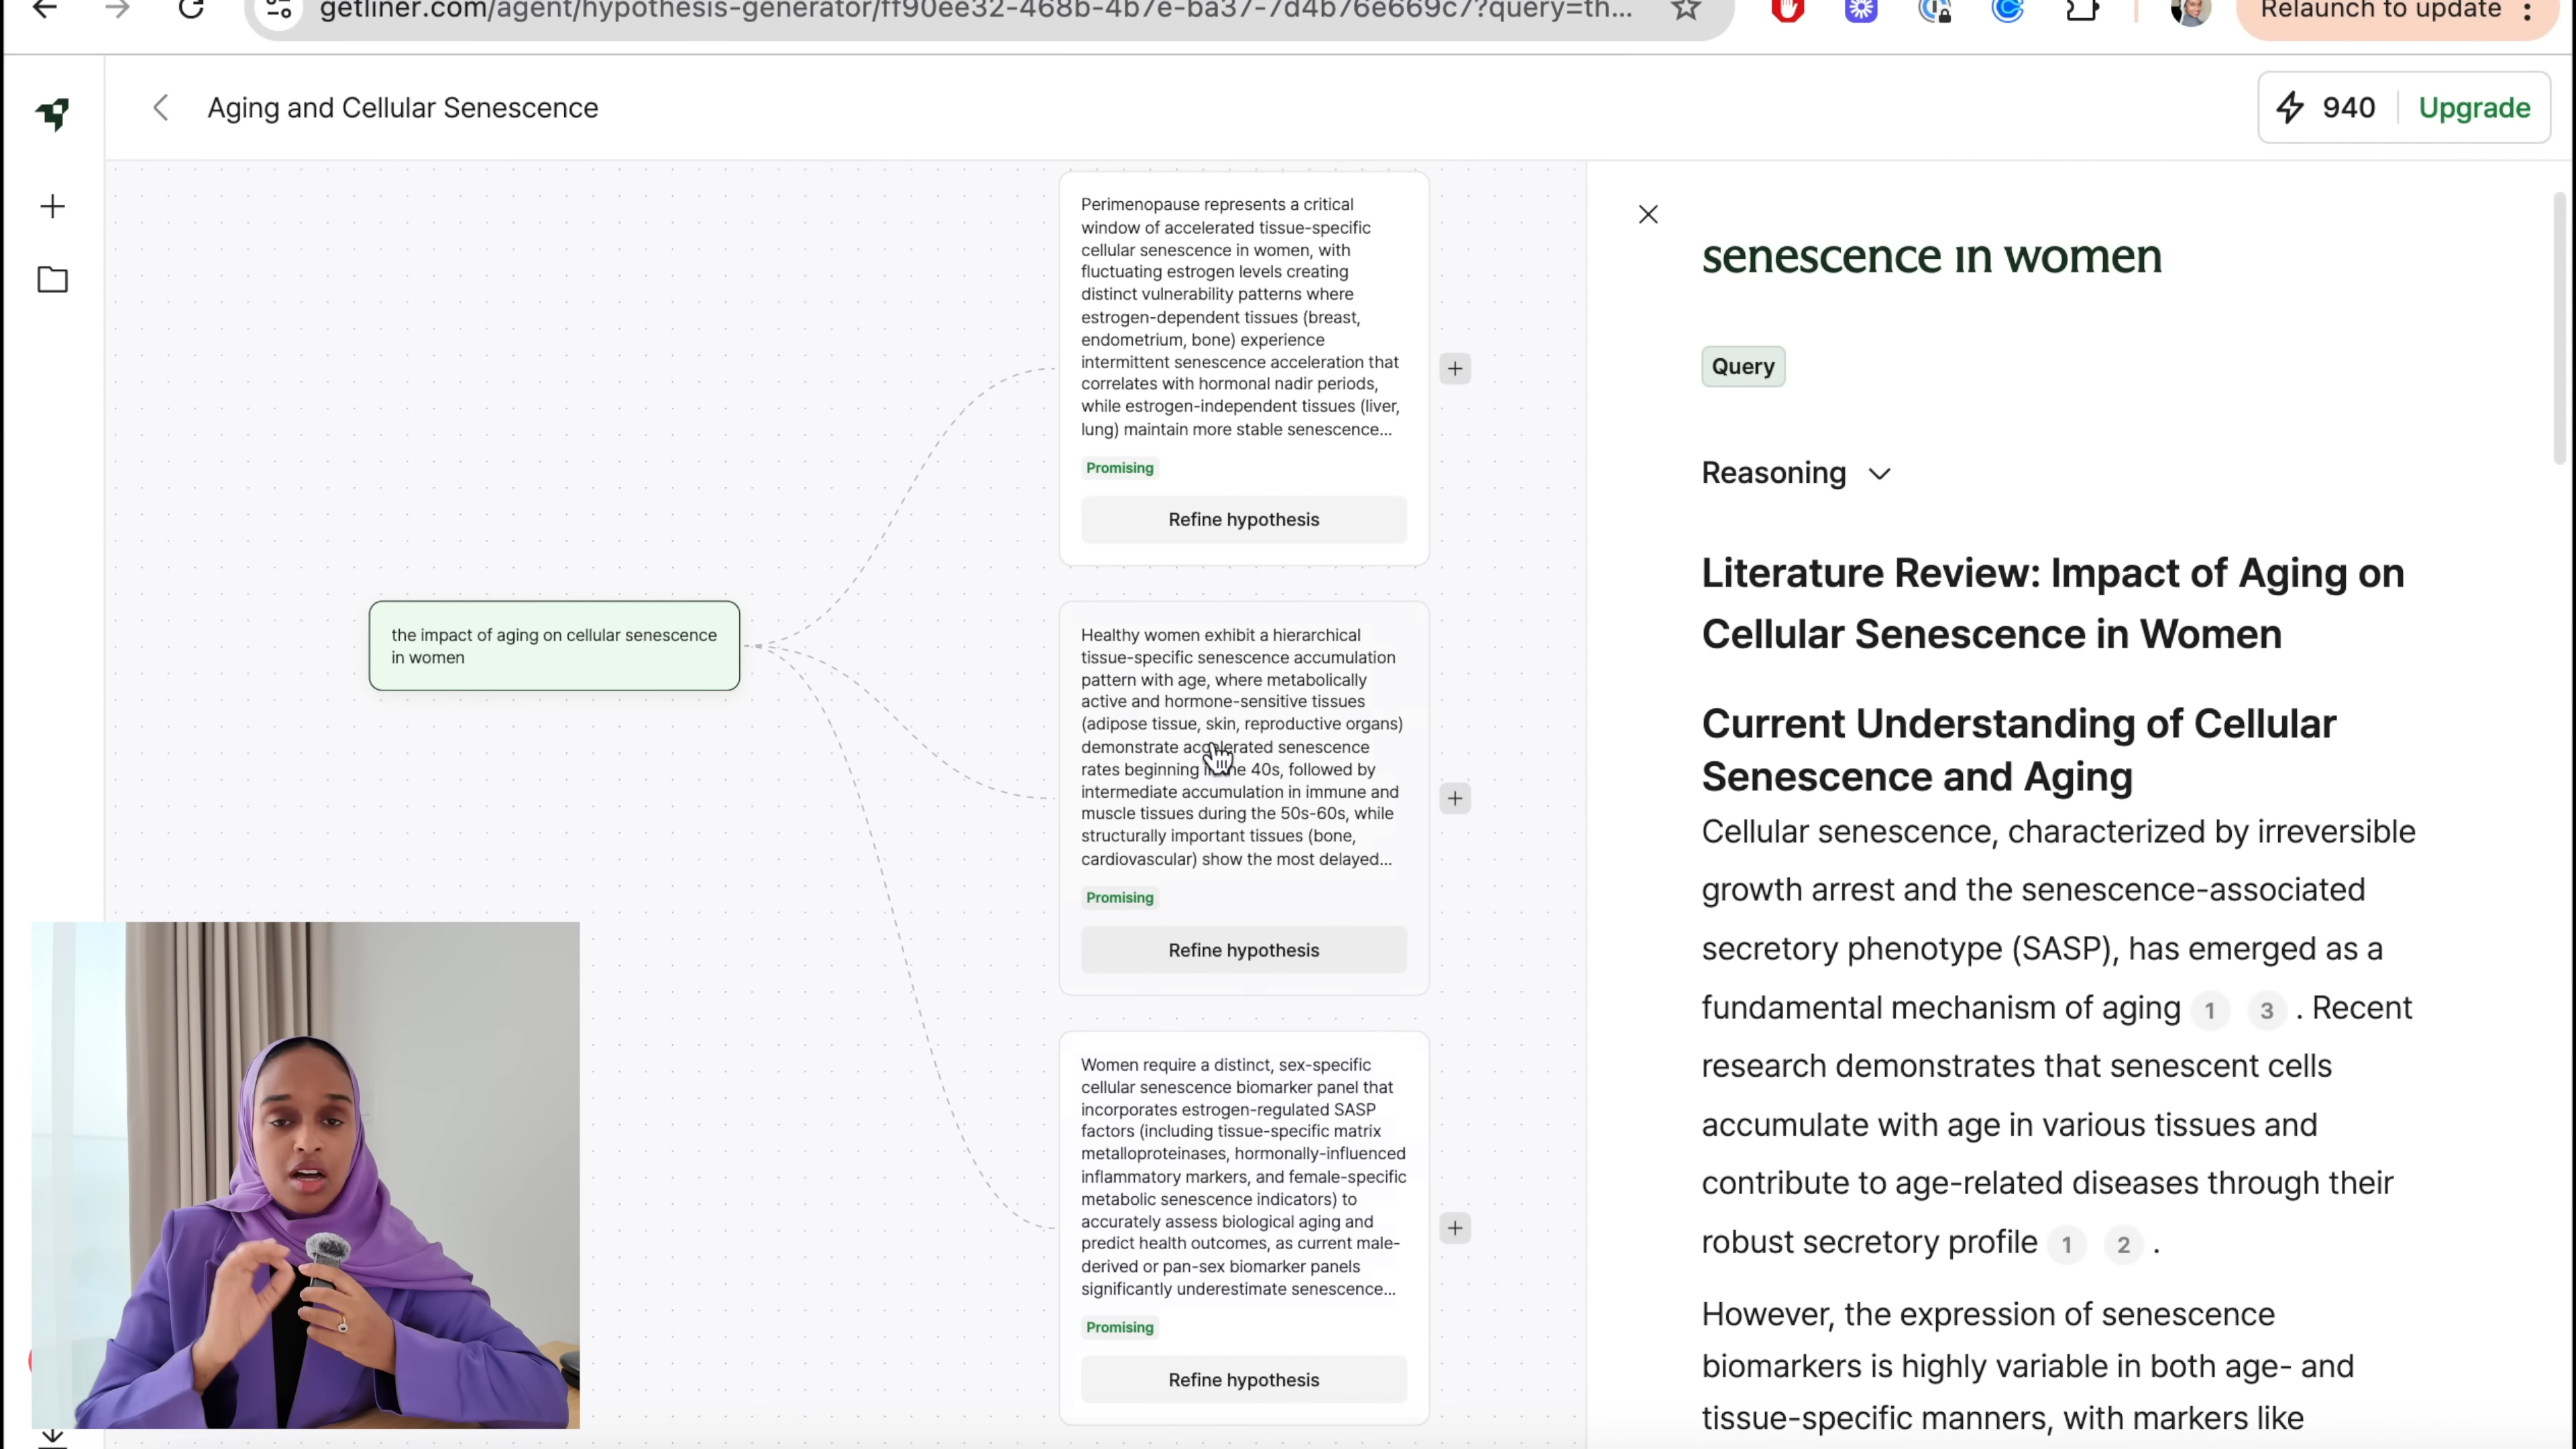 getliner.com/agent/hypothesis-generator/ff90ee32-468b-4b7e-ba37-7d4b76e669c7?query=th...
Relaunch to update
Aging and Cellular Senescence
940
Upgrade
the impact of aging on cellular senescence
in women
Perimenopause represents a critical
window of accelerated tissue-specific
cellular senescence in women, with
fluctuating estrogen levels creating
distinct vulnerability patterns where
estrogen-dependent tissues (breast,
endometrium, bone) experience
intermittent senescence acceleration that
correlates with hormonal nadir periods,
while estrogen-independent tissues (liver,
lung) maintain more stable senescence...
Promising
Refine hypothesis
Healthy women exhibit a hierarchical
tissue-specific senescence accumulation
pattern with age, where metabolically
active and hormone-sensitive tissues
(adipose tissue, skin, reproductive organs)
demonstrate accelerated senescence
rates beginning 40s, followed by
intermediate accumulation in immune and
muscle tissues during the 50s-60s, while
structurally important tissues (bone,
cardiovascular) show the most delayed...
Promising
Refine hypothesis
Women require a distinct, sex-specific
cellular senescence biomarker panel that
incorporates estrogen-regulated SASP
factors (including tissue-specific matrix
metalloproteinases, hormonally-influenced
inflammatory markers, and female-specific
metabolic senescence indicators) to
accurately assess biological aging and
predict health outcomes, as current male-
derived or pan-sex biomarker panels
significantly underestimate senescence...
Promising
Refine hypothesis
senescence in women
Query
Reasoning
Literature Review: Impact of Aging on
Cellular Senescence in Women
Current Understanding of Cellular
Senescence and Aging
Cellular senescence, characterized by irreversible
growth arrest and the senescence-associated
secretory phenotype (SASP), has emerged as a
fundamental mechanism of aging 1 3 . Recent
research demonstrates that senescent cells
accumulate with age in various tissues and
contribute to age-related diseases through their
robust secretory profile 1 2 .
However, the expression of senescence
biomarkers is highly variable in both age- and
tissue-specific manners, with markers like